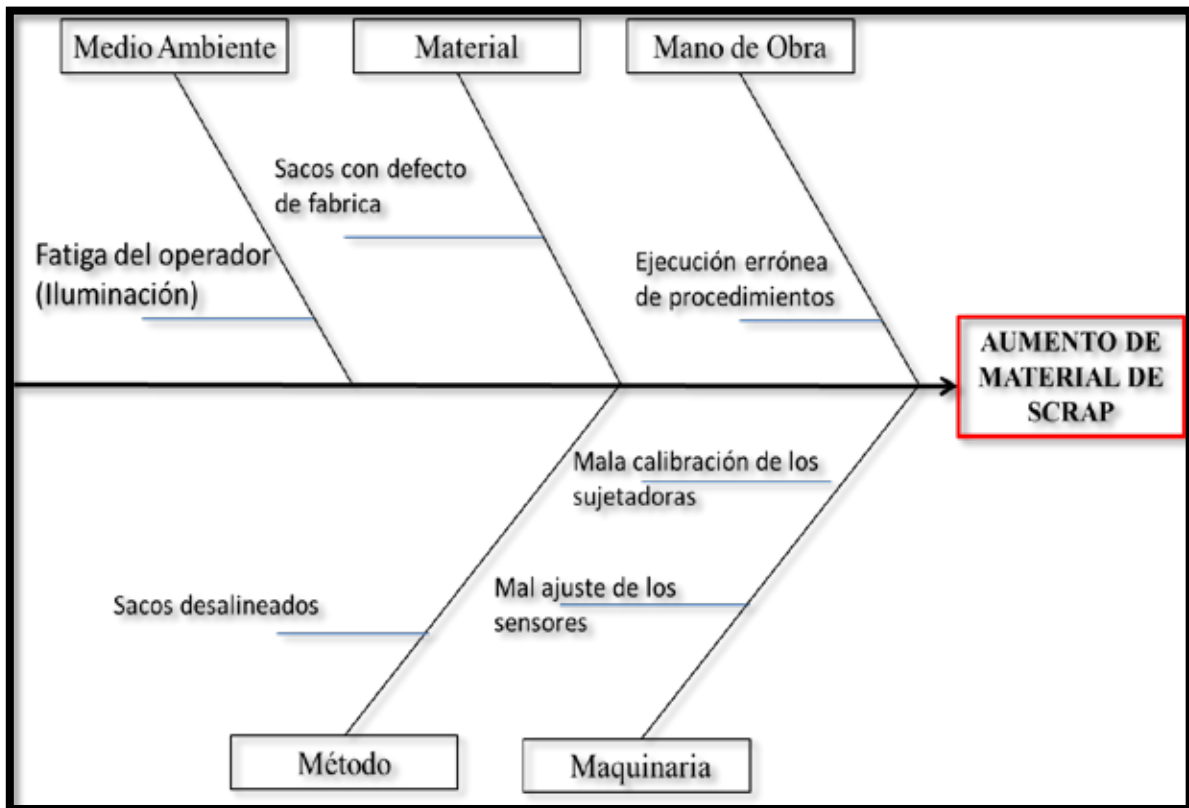 Medio Ambiente
Material
Mano de Obra
Sacos con defecto
de fabrica
Fatiga del operador
(Iluminación)
Ejecución errónea
de procedimientos
AUMENTO DE
MATERIAL DE
SCRAP
Mala calibración de los
sujetadoras
Sacos desalineados
Mal ajuste de los
sensores
Método
Maquinaria